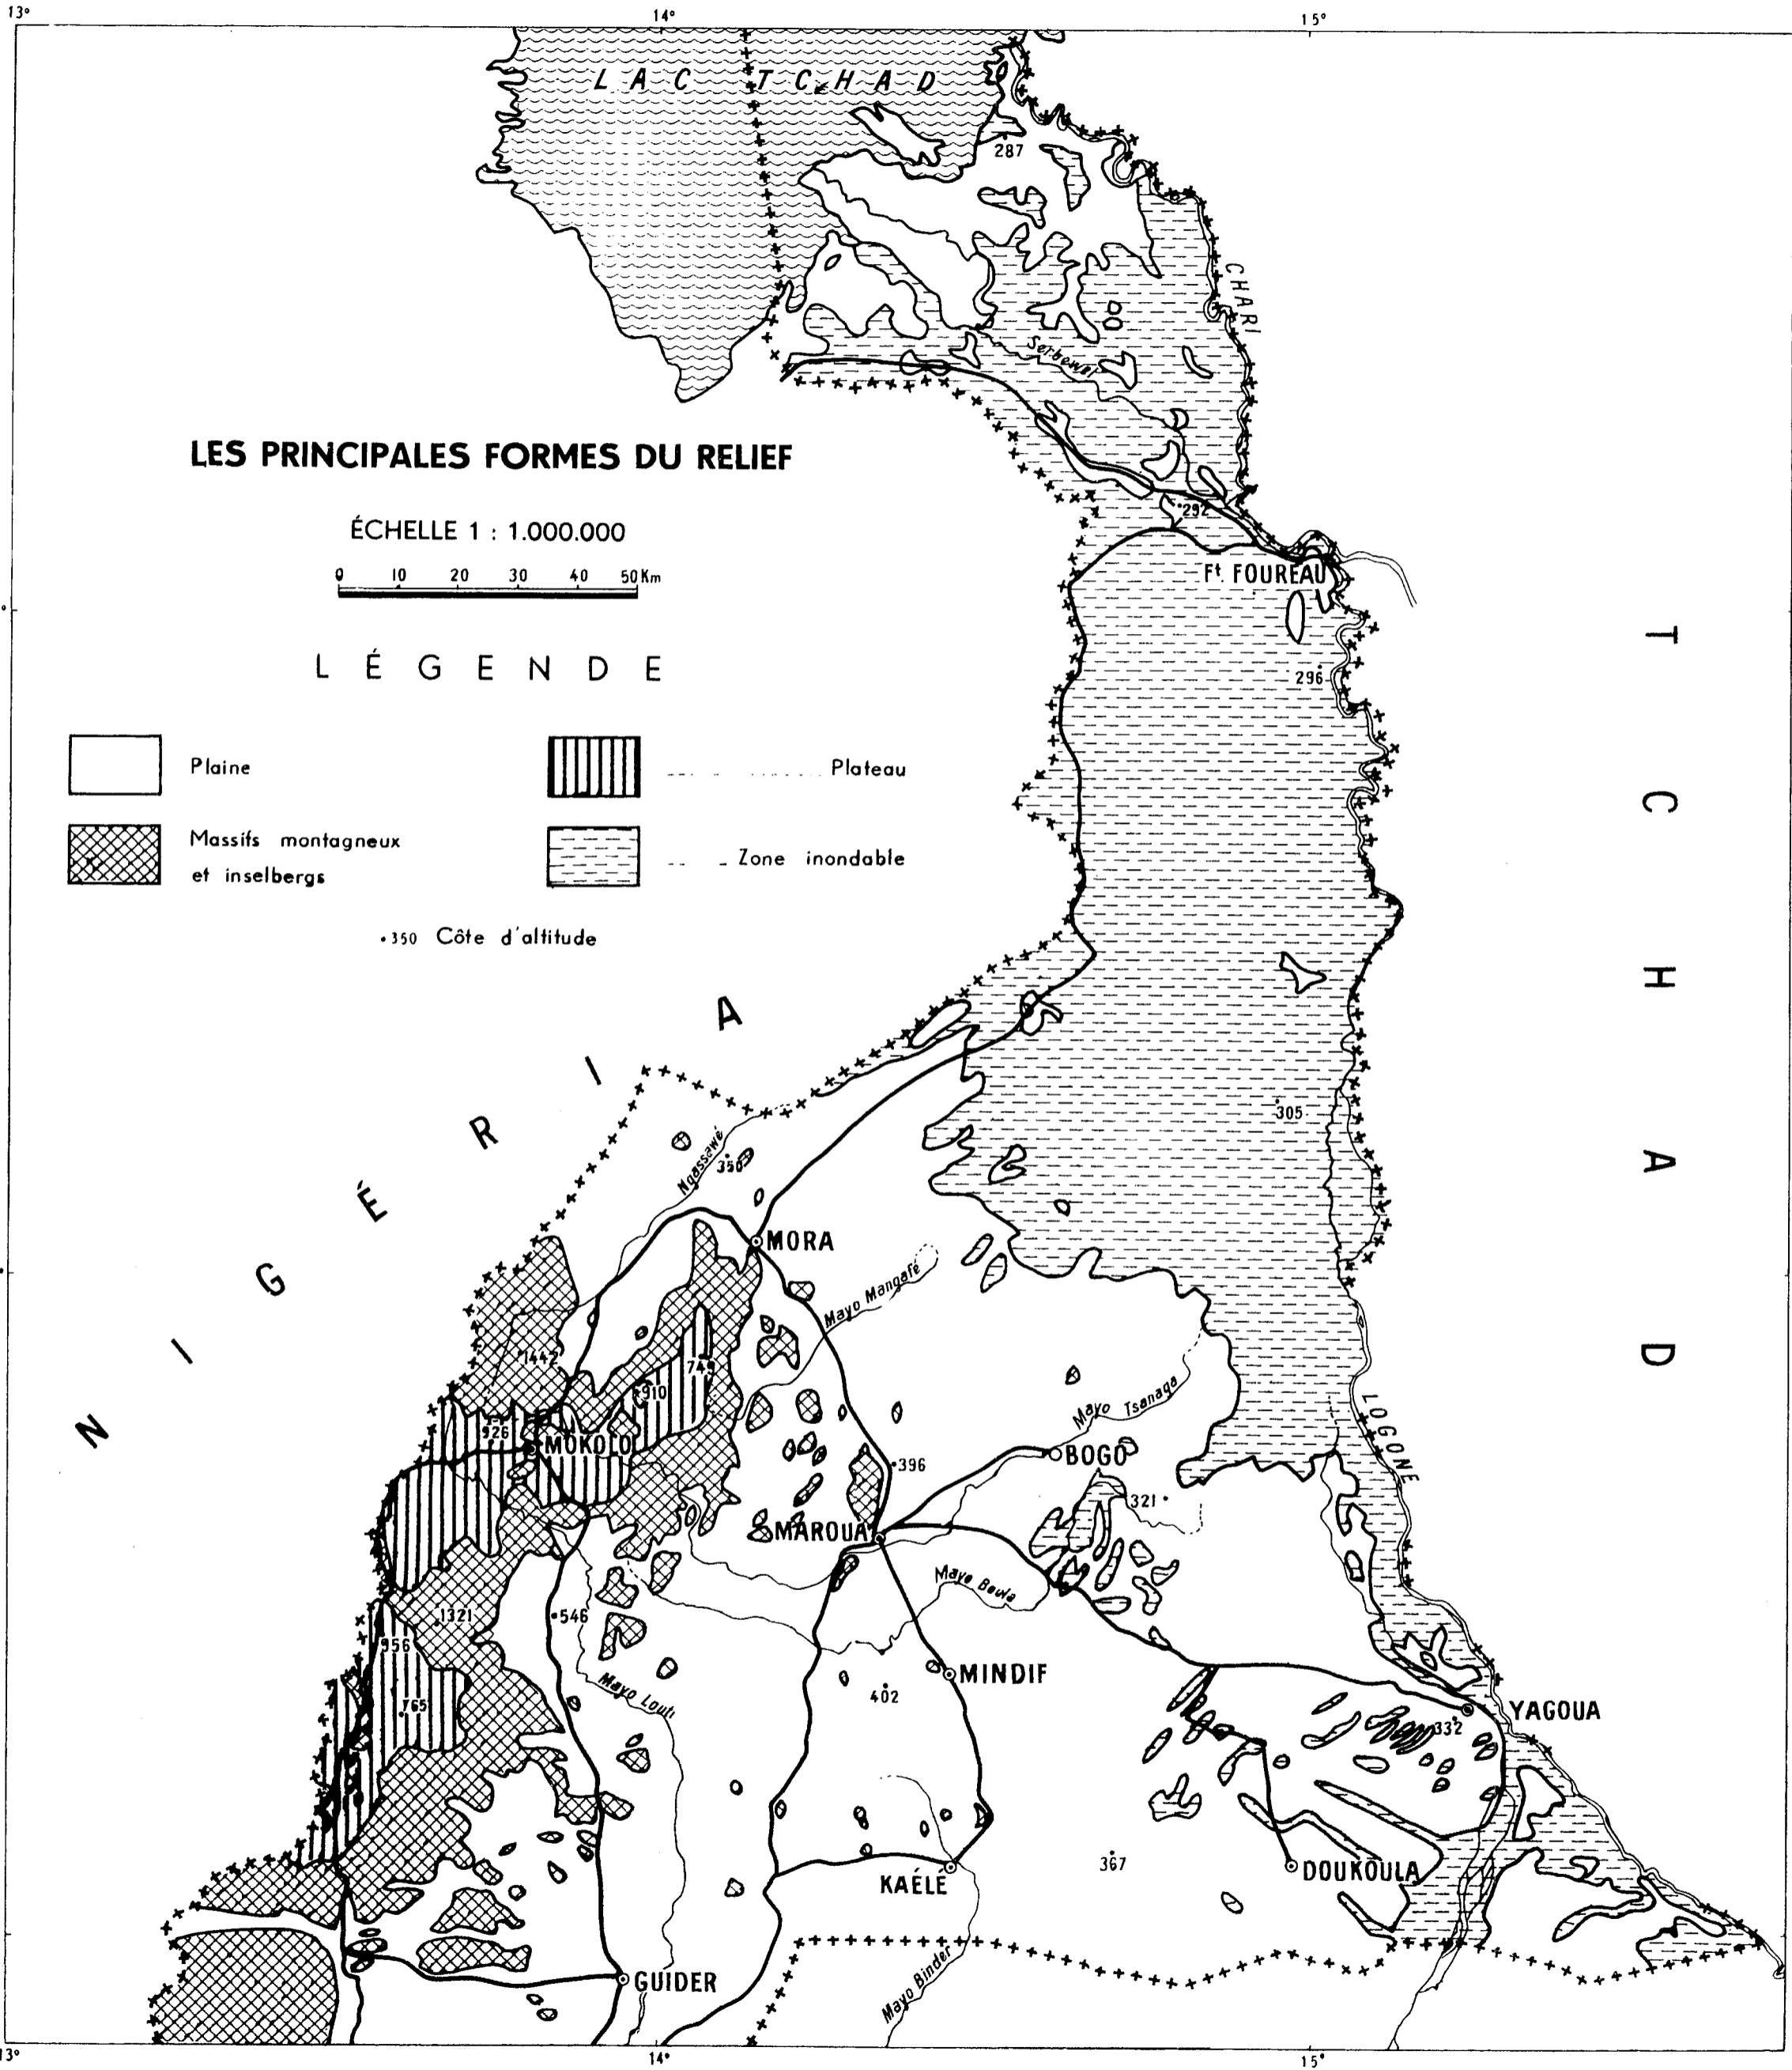 13°
14°
15°
LAC TCHAD
287
CHARI
Serbewel
LES PRINCIPALES FORMES DU RELIEF
ÉCHELLE 1 : 1.000.000
0 10 20 30 40 50 Km
292
Ft. FOUREAU
296
LÉGENDE
Plaine
Plateau
Massifs montagneux
et inselbergs
Zone inondable
.350 Côte d'altitude
TCHAD
NIGÉRIA
305
Ngassawé
350
MORA
Mayo Mangafé
1442
749
910
926
MOKOLO
Mayo Tsanaga
BOGO
396
321
LOGONE
MAROUA
Mayo Boula
1321
546
956
765
Mayo Louti
402
MINDIF
332
YAGOUA
367
KAÉLÉ
DOUKOULA
GUIDER
Mayo Binder
13°
14°
15°